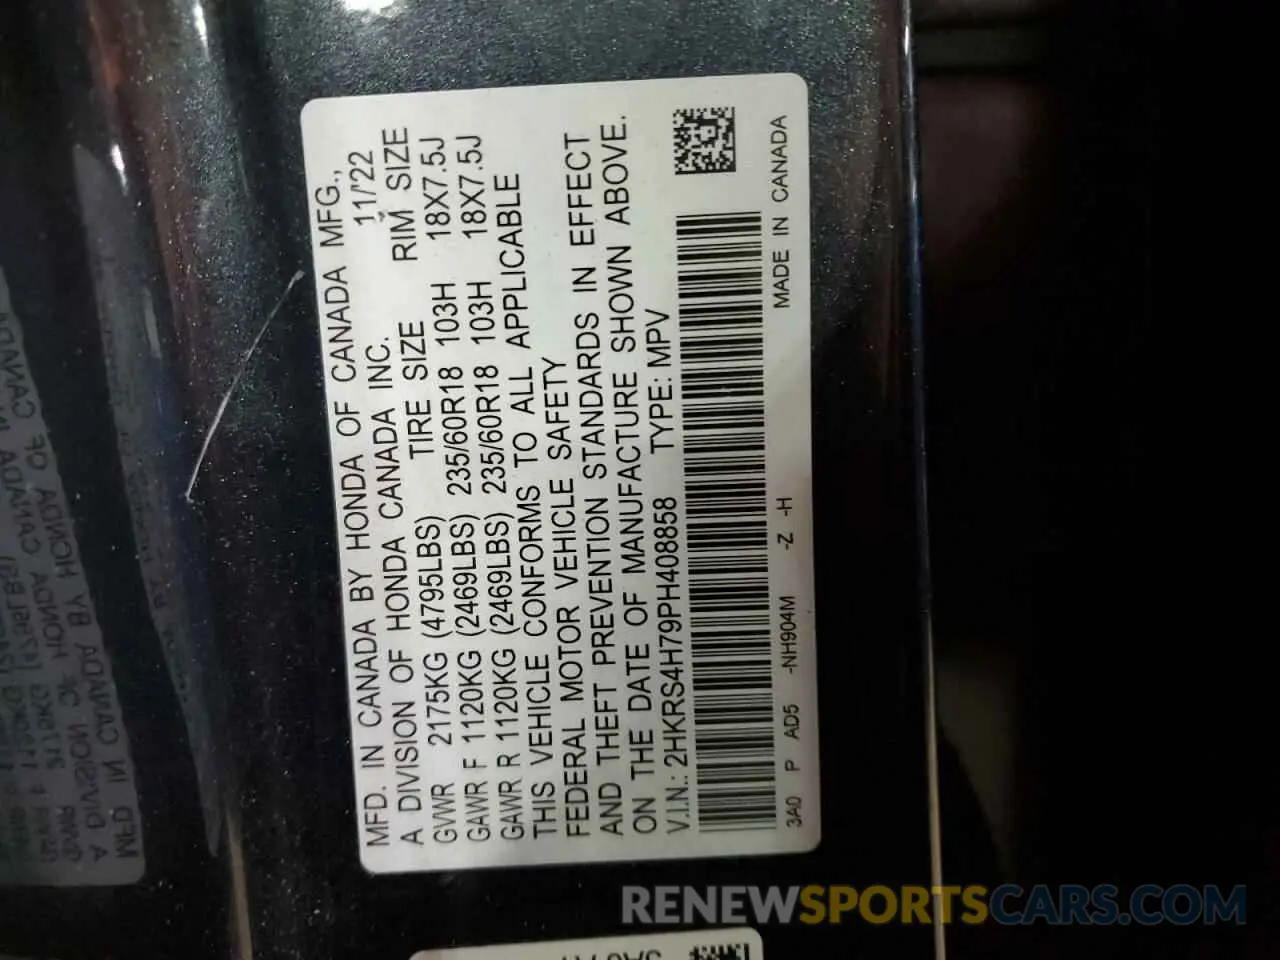 MFD. IN CANADA BY HONDA OF CANADA MFG.,
A DIVISION OF HONDA CANADA INC. 11/'22
GVWR 2175KG (4795LBS) TIRE SIZE RIM SIZE
GAWR F 1120KG (2469LBS) 235/60R18 103H 18X7.5J
GAWR R 1120KG (2469LBS) 235/60R18 103H 18X7.5J
THIS VEHICLE CONFORMS TO ALL APPLICABLE
FEDERAL MOTOR VEHICLE SAFETY
AND THEFT PREVENTION STANDARDS IN EFFECT
ON THE DATE OF MANUFACTURE SHOWN ABOVE.
V.I.N.: 2HKRS4H79PH408858 TYPE: MPV
3A0 P AD5 -NH904M -Z -H MADE IN CANADA
RENEWSPORTSCARS.COM